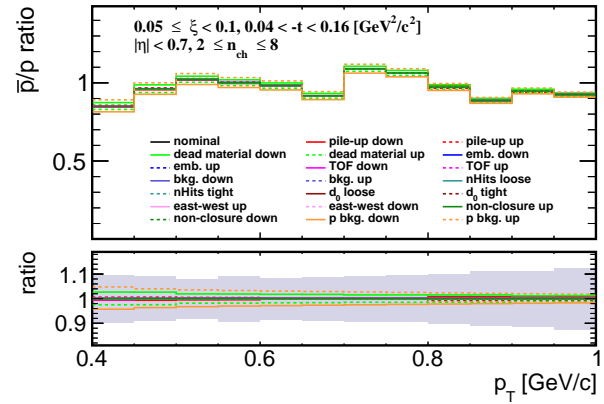 0.05 ≤ ξ < 0.1, 0.04 < -t < 0.16 [GeV²/c²]
|η| < 0.7, 2 ≤ n_ch ≤ 8
p̅/p ratio
1
0.5
nominal pile-up down pile-up up
dead material down dead material up emb. down
emb. up TOF down TOF up
bkg. down bkg. up nHits loose
nHits tight d₀ loose d₀ tight
east-west up east-west down non-closure up
non-closure down p bkg. down p bkg. up
ratio
1.1
1
0.9
0.4 0.6 0.8 1
p_T [GeV/c]